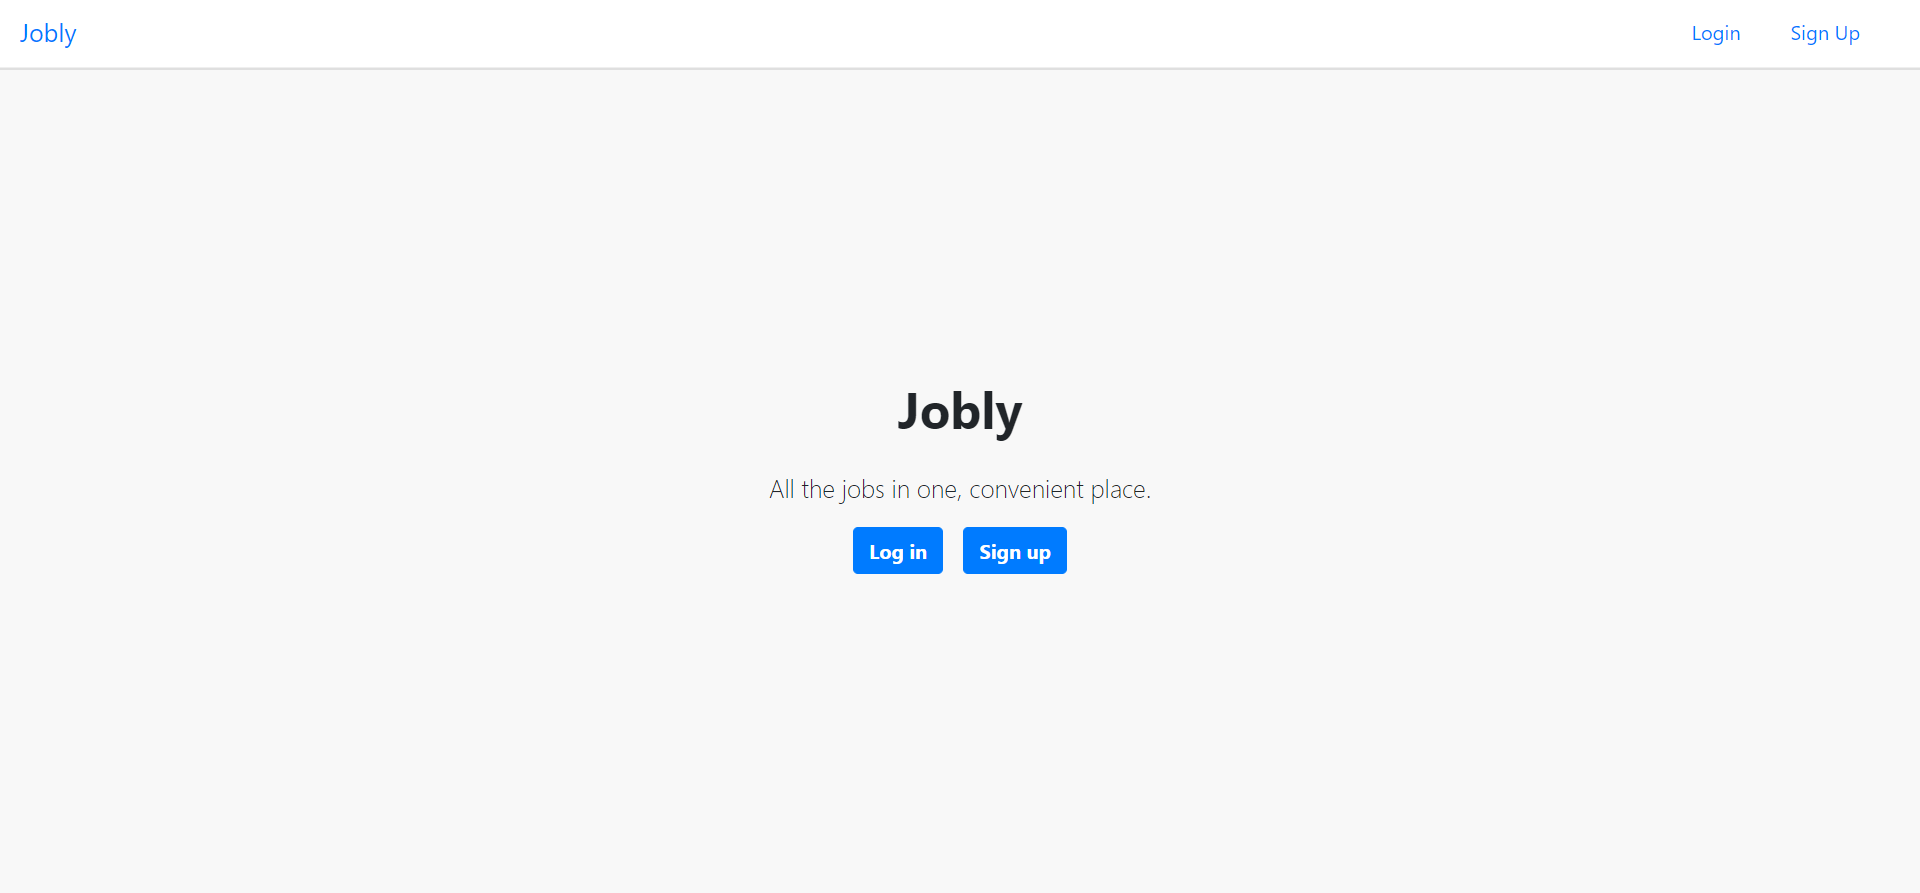 Jobly Login Sign Up
Jobly
All the jobs in one, convenient place.
Log in Sign up